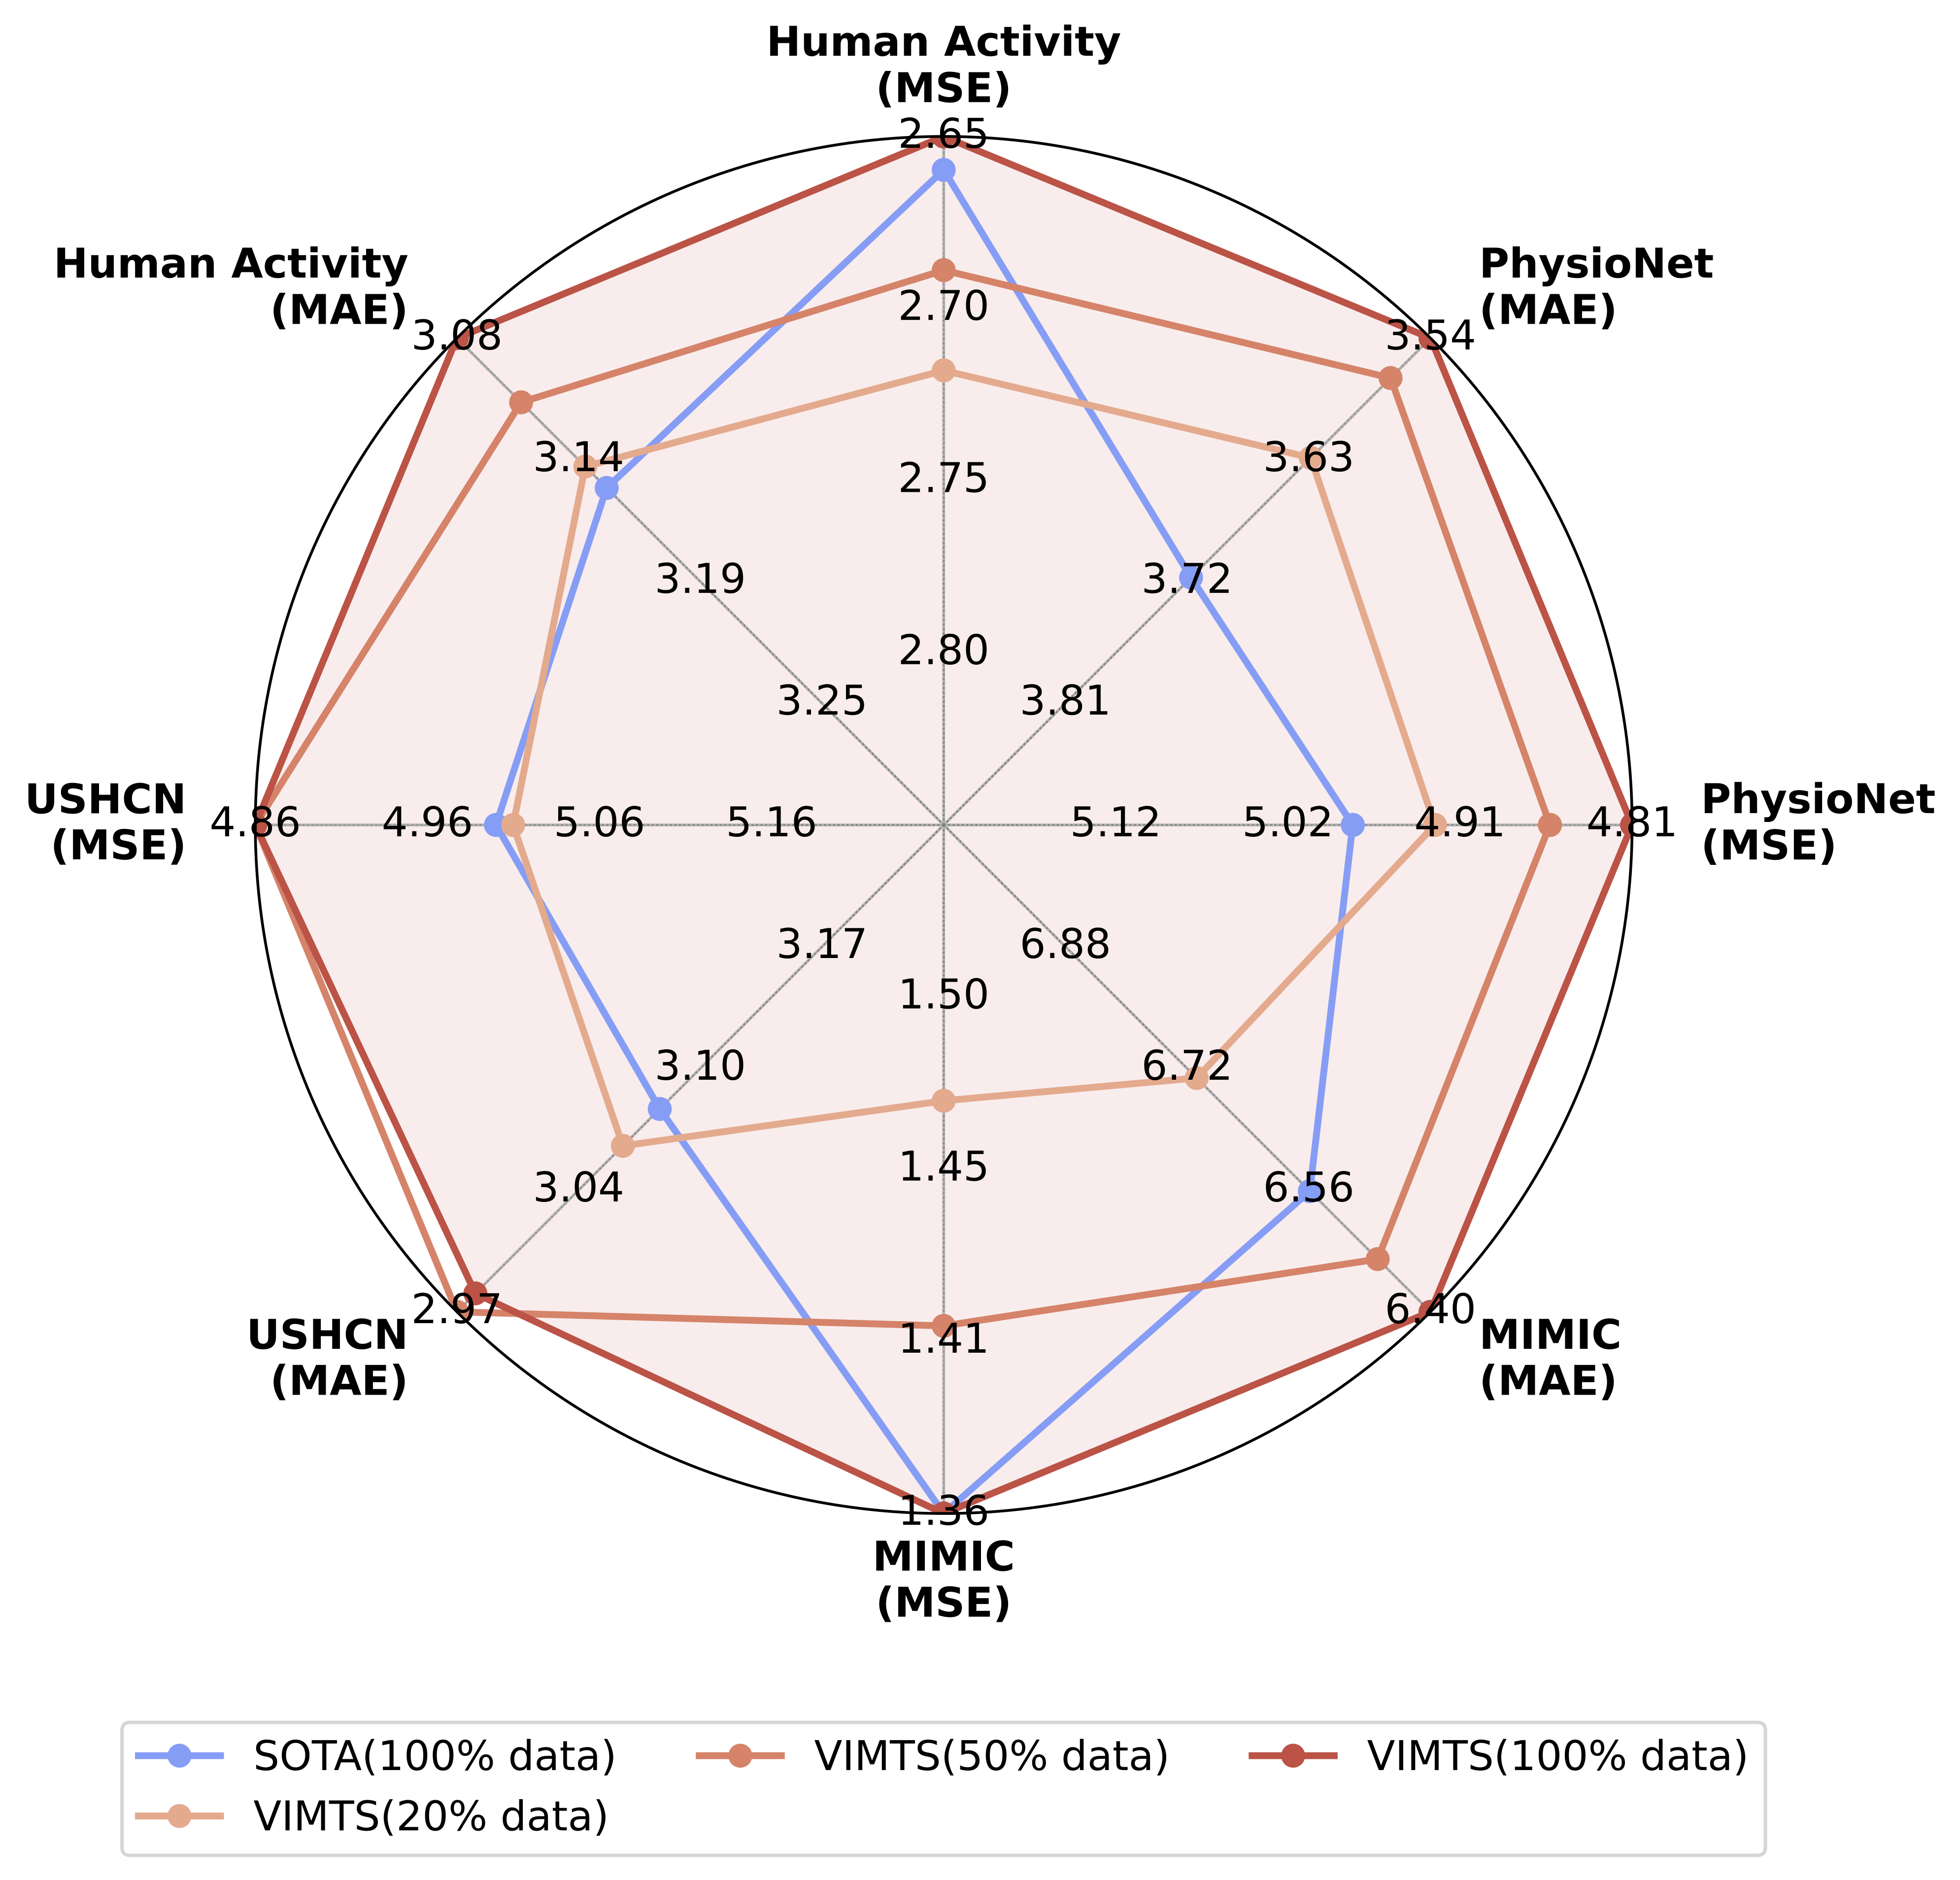 Human Activity
(MSE)
2.65
Human Activity
(MAE)
PhysioNet
(MAE)
3.08
3.54
2.70
3.14
3.63
2.75
3.19
3.72
2.80
3.25
3.81
USHCN
(MSE)
4.86
4.96
5.06
5.16
5.12
5.02
4.91
4.81
PhysioNet
(MSE)
3.17
6.88
1.50
3.10
6.72
1.45
3.04
6.56
2.97
1.41
6.40
USHCN
(MAE)
MIMIC
(MAE)
1.36
MIMIC
(MSE)
SOTA(100% data)
VIMTS(50% data)
VIMTS(100% data)
VIMTS(20% data)